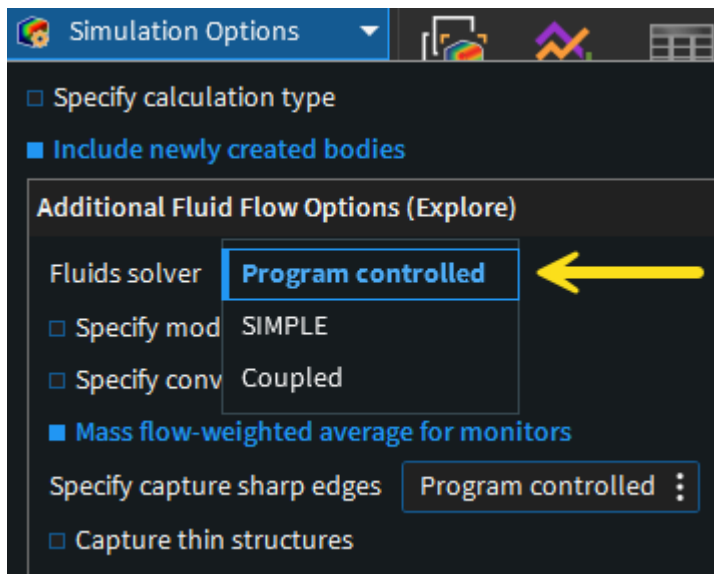 Simulation Options
Specify calculation type
Include newly created bodies
Additional Fluid Flow Options (Explore)
Fluids solver Program controlled
Specify mod SIMPLE
Specify conv Coupled
Mass flow-weighted average for monitors
Specify capture sharp edges Program controlled
Capture thin structures